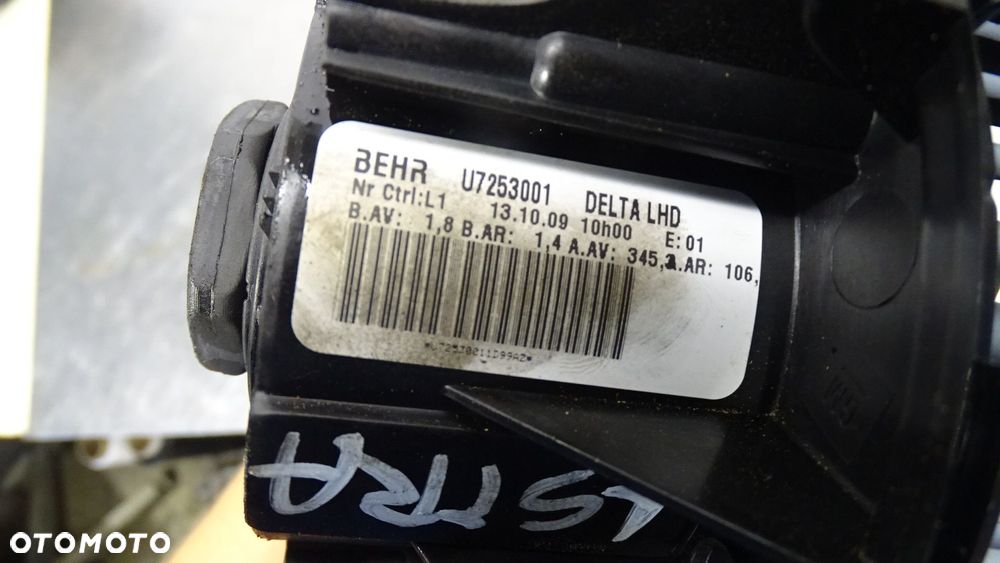 BEHR U7253001 DELTA LHD
Nr Ctrl:L1 13.10.09 10h00 E:01
B.AV: 1,8 B.AR: 1,4 A.AV: 345, A.AR: 106,
OTOMOTO